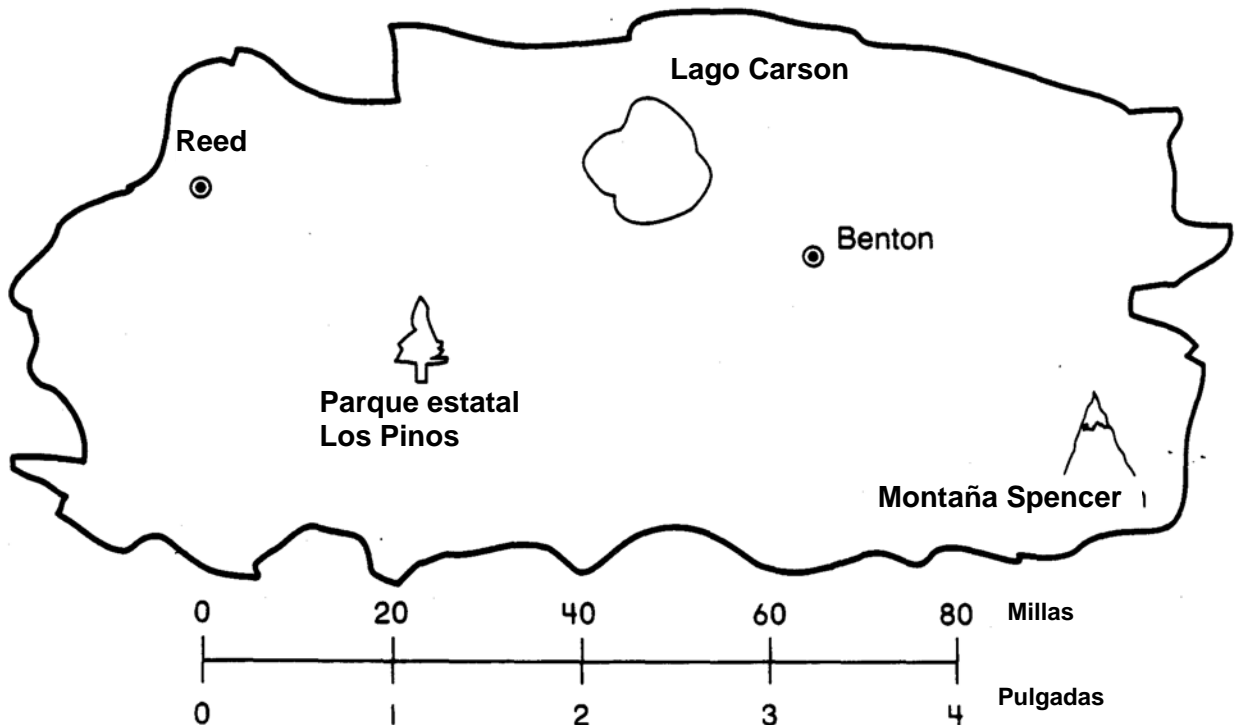 Lago Carson
Reed
Benton
Parque estatal
Los Pinos
Montaña Spencer
0 20 40 60 80 Millas
0 1 2 3 4 Pulgadas